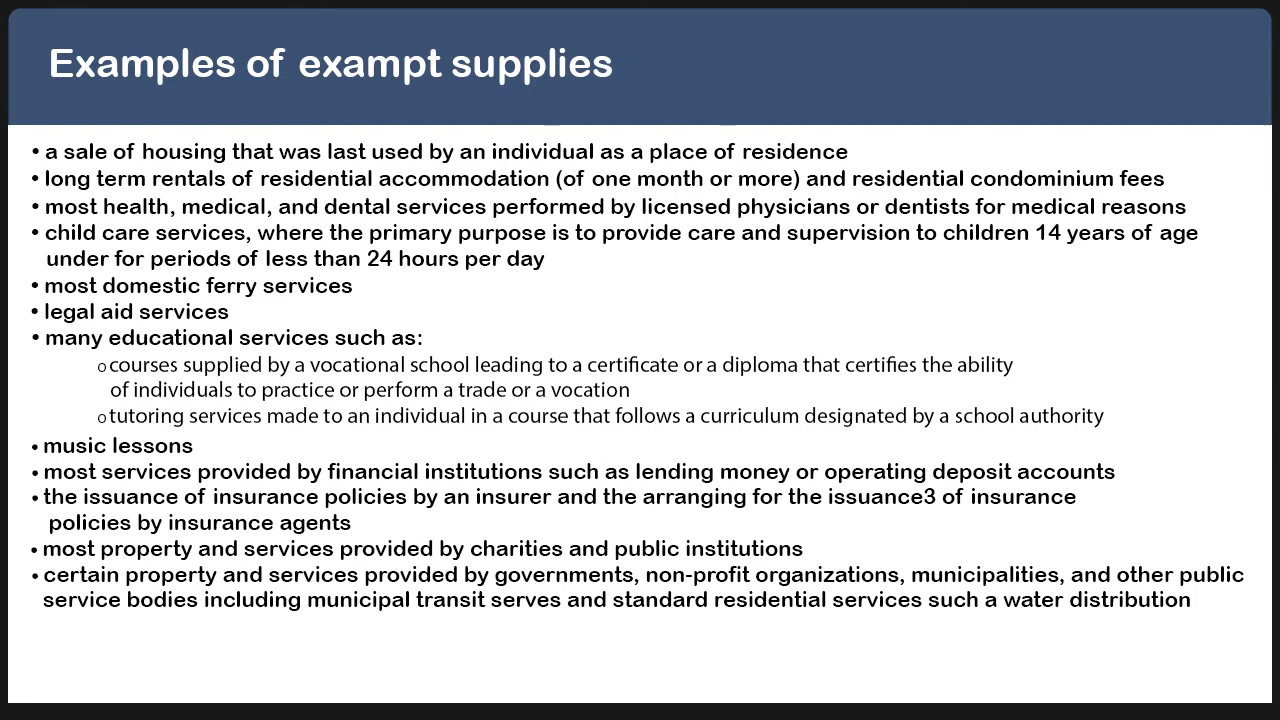 Examples of exampt supplies
• a sale of housing that was last used by an individual as a place of residence
• long term rentals of residential accommodation (of one month or more) and residential condominium fees
• most health, medical, and dental services performed by licensed physicians or dentists for medical reasons
• child care services, where the primary purpose is to provide care and supervision to children 14 years of age
under for periods of less than 24 hours per day
• most domestic ferry services
• legal aid services
• many educational services such as:
o courses supplied by a vocational school leading to a certificate or a diploma that certifies the ability
of individuals to practice or perform a trade or a vocation
o tutoring services made to an individual in a course that follows a curriculum designated by a school authority
• music lessons
• most services provided by financial institutions such as lending money or operating deposit accounts
• the issuance of insurance policies by an insurer and the arranging for the issuance3 of insurance
policies by insurance agents
• most property and services provided by charities and public institutions
• certain property and services provided by governments, non-profit organizations, municipalities, and other public
service bodies including municipal transit serves and standard residential services such a water distribution